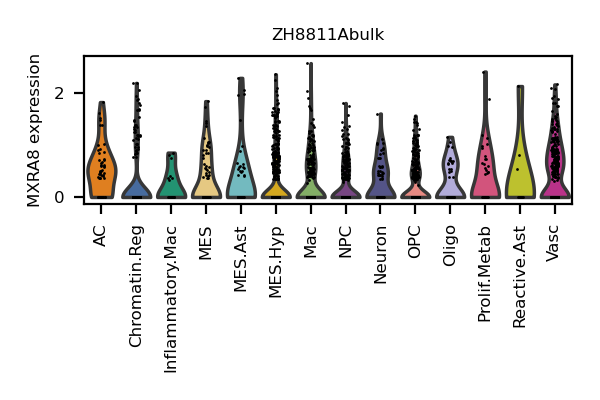 ZH8811Abulk
MXRA8 expression
2
0
AC
Chromatin.Reg
Inflammatory.Mac
MES
MES.Ast
MES.Hyp
Mac
NPC
Neuron
OPC
Oligo
Prolif.Metab
Reactive.Ast
Vasc